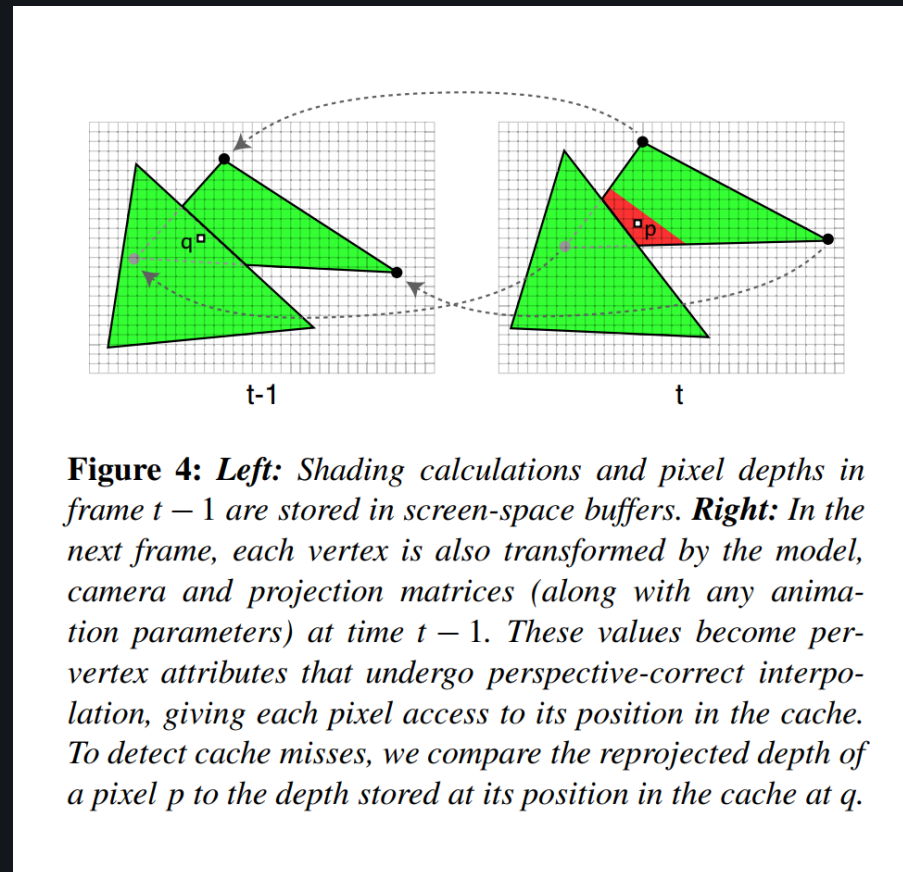 q
p
t-1
t
Figure 4: Left: Shading calculations and pixel depths in
frame t − 1 are stored in screen-space buffers. Right: In the
next frame, each vertex is also transformed by the model,
camera and projection matrices (along with any anima-
tion parameters) at time t − 1. These values become per-
vertex attributes that undergo perspective-correct interpo-
lation, giving each pixel access to its position in the cache.
To detect cache misses, we compare the reprojected depth of
a pixel p to the depth stored at its position in the cache at q.